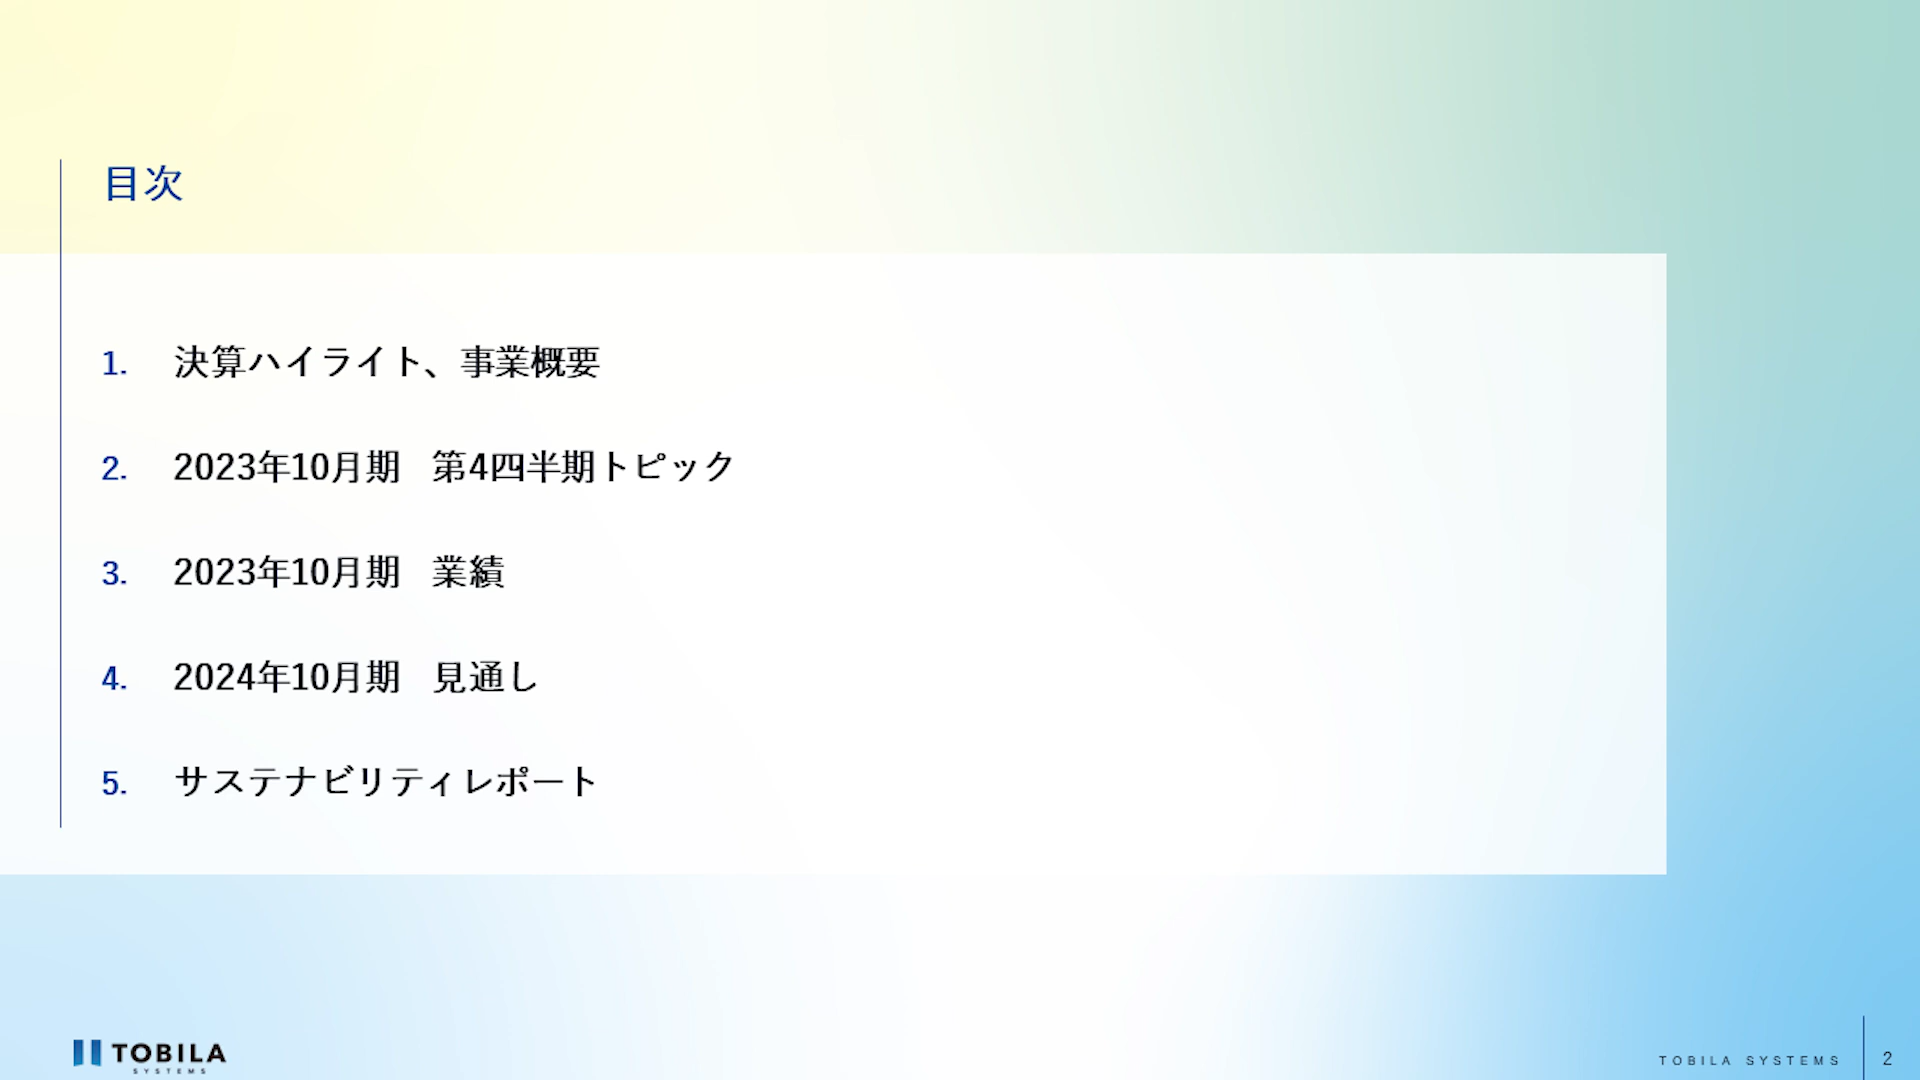 目次
1. 決算ハイライト、事業概要
2. 2023年10月期 第4四半期トピック
3. 2023年10月期 業績
4. 2024年10月期 見通し
5. サステナビリティレポート
TOBILA
SYSTEMS
TOBILA SYSTEMS
2